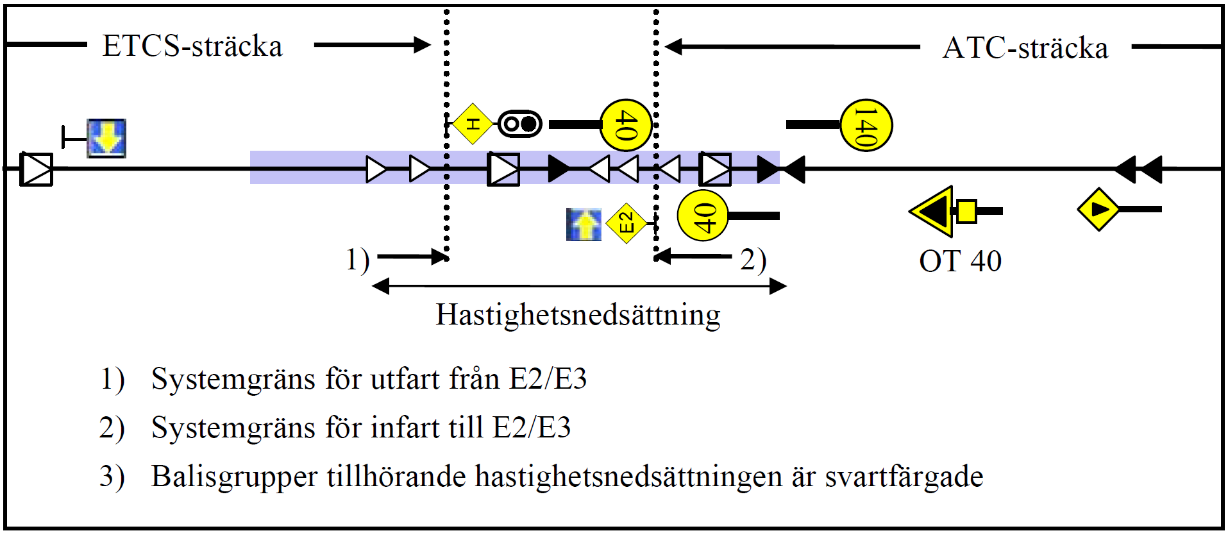 ETCS-sträcka
ATC-sträcka
H
40
140
E2
40
OT 40
1)
2)
Hastighetsnedsättning
1) Systemgräns för utfart från E2/E3
2) Systemgräns för infart till E2/E3
3) Balisgrupper tillhörande hastighetsnedsättningen är svartfärgade